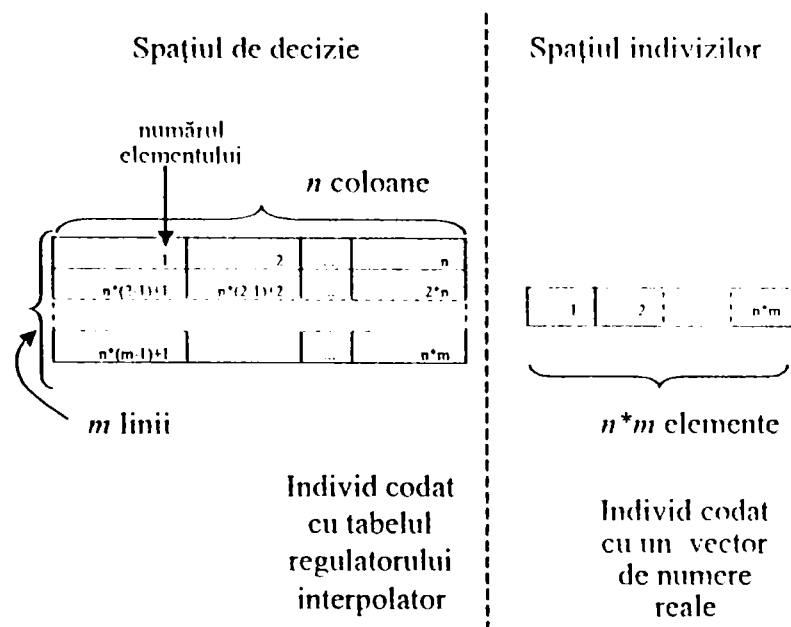 Spaţiul de decizie
Spaţiul indivizilor
numărul
elementului
n coloane
1 2 ... n
n*(2-1)+1 n*(2-1)+2 ... 2*n
n*(m-1)+1 ... n*m
1 2 n*m
m linii
n*m elemente
Individ codat
cu tabelul
regulatorului
interpolator
Individ codat
cu un vector
de numere
reale